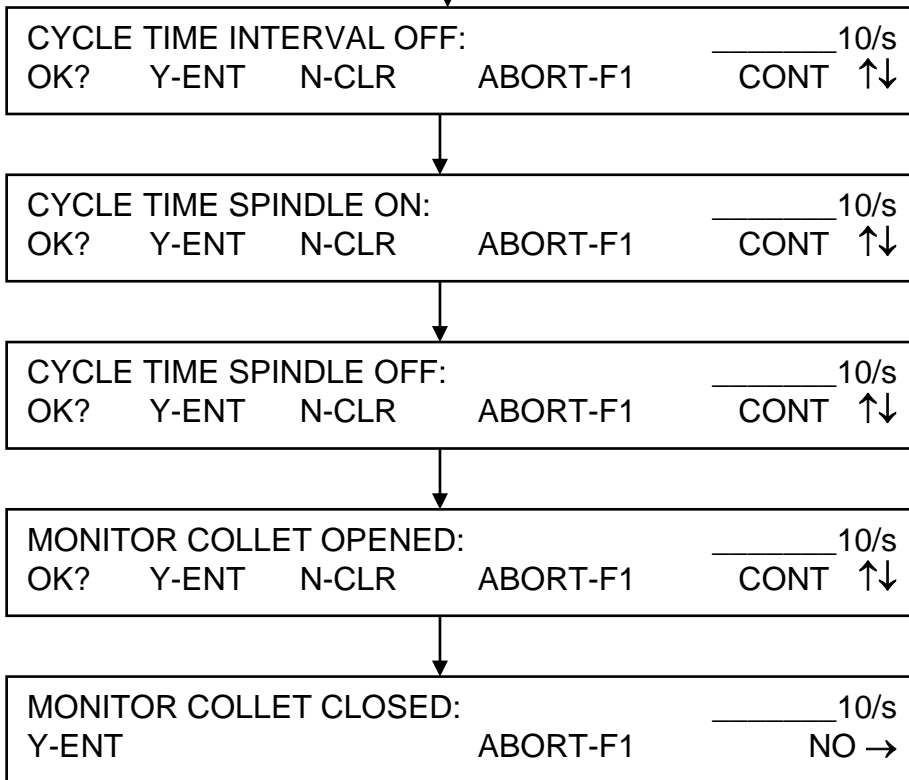 CYCLE TIME INTERVAL OFF: _______10/s
OK? Y-ENT N-CLR ABORT-F1 CONT ↑↓
CYCLE TIME SPINDLE ON: _______10/s
OK? Y-ENT N-CLR ABORT-F1 CONT ↑↓
CYCLE TIME SPINDLE OFF: _______10/s
OK? Y-ENT N-CLR ABORT-F1 CONT ↑↓
MONITOR COLLET OPENED: _______10/s
OK? Y-ENT N-CLR ABORT-F1 CONT ↑↓
MONITOR COLLET CLOSED: _______10/s
Y-ENT ABORT-F1 NO →